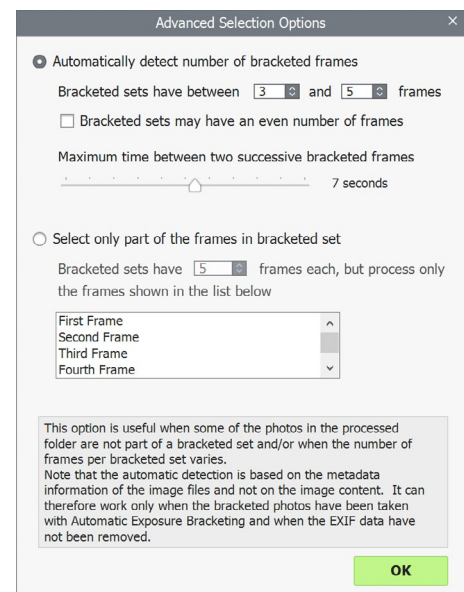 Advanced Selection Options
Automatically detect number of bracketed frames
Bracketed sets have between 3 and 5 frames
Bracketed sets may have an even number of frames
Maximum time between two successive bracketed frames
7 seconds
Select only part of the frames in bracketed set
Bracketed sets have 5 frames each, but process only
the frames shown in the list below
First Frame
Second Frame
Third Frame
Fourth Frame
This option is useful when some of the photos in the processed
folder are not part of a bracketed set and/or when the number of
frames per bracketed set varies.
Note that the automatic detection is based on the metadata
information of the image files and not on the image content. It can
therefore work only when the bracketed photos have been taken
with Automatic Exposure Bracketing and when the EXIF data have
not been removed.
OK